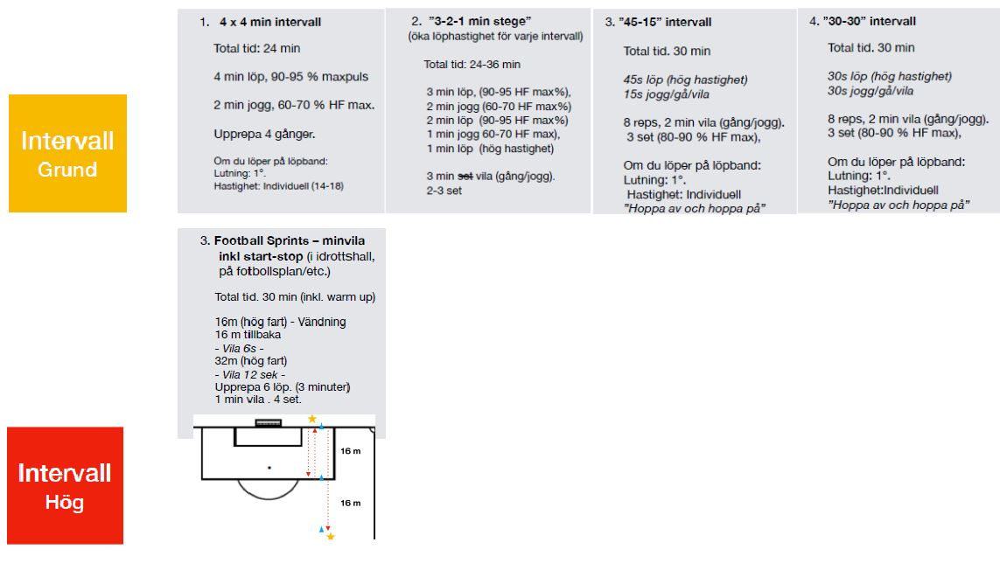 Intervall
Grund
1. 4 x 4 min intervall
Total tid: 24 min
4 min löp, 90-95 % maxpuls
2 min jogg, 60-70 % HF max.
Upprepa 4 gånger.
Om du löper på löpband:
Lutning: 1°.
Hastighet: Individuell (14-18)
2. ”3-2-1 min stege”
(öka löphastighet för varje intervall)
Total tid: 24-36 min
3 min löp, (90-95 HF max%),
2 min jogg (60-70 HF max%)
2 min löp (90-95 HF max%)
1 min jogg 60-70 HF max),
1 min löp (hög hastighet)
3 min set vila (gång/jogg).
2-3 set
3. ”45-15” intervall
Total tid. 30 min
45s löp (hög hastighet)
15s jogg/gå/vila
8 reps, 2 min vila (gång/jogg).
3 set (80-90 % HF max),
Om du löper på löpband:
Lutning: 1°.
Hastighet: Individuell
”Hoppa av och hoppa på”
4. ”30-30” intervall
Total tid. 30 min
30s löp (hög hastighet)
30s jogg/gå/vila
8 reps, 2 min vila (gång/jogg).
3 set (80-90 % HF max),
Om du löper på löpband:
Lutning: 1°.
Hastighet:Individuell
”Hoppa av och hoppa på”
Intervall
Hög
3. Football Sprints – minvila
inkl start-stop (i idrottshall,
på fotbollsplan/etc.)
Total tid. 30 min (inkl. warm up)
16m (hög fart) - Vändning
16 m tillbaka
- Vila 6s -
32m (hög fart)
- Vila 12 sek -
Upprepa 6 löp. (3 minuter)
1 min vila . 4 set.
16 m
16 m